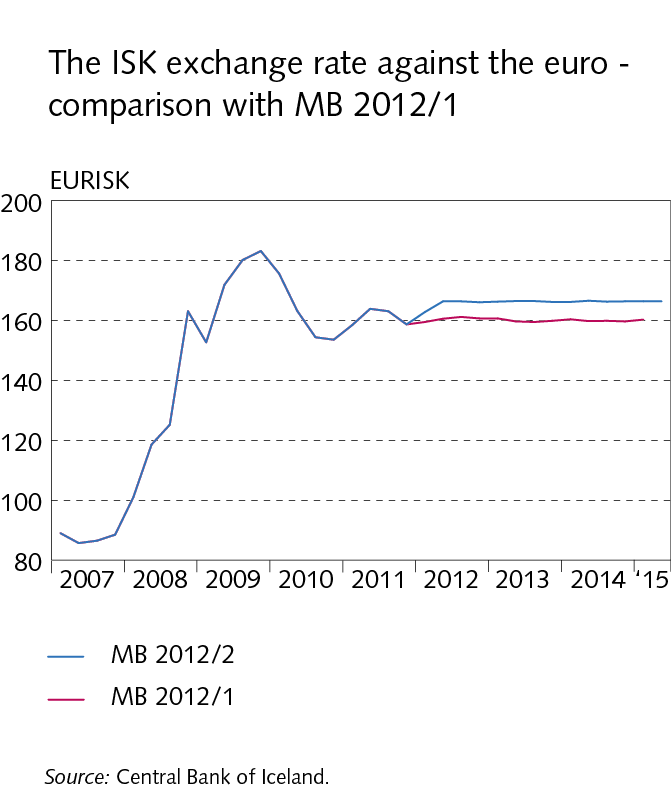 The ISK exchange rate against the euro -
comparison with MB 2012/1
EURISK
200
180
160
140
120
100
80
2007 2008 2009 2010 2011 2012 2013 2014 '15
MB 2012/2
MB 2012/1
Source: Central Bank of Iceland.